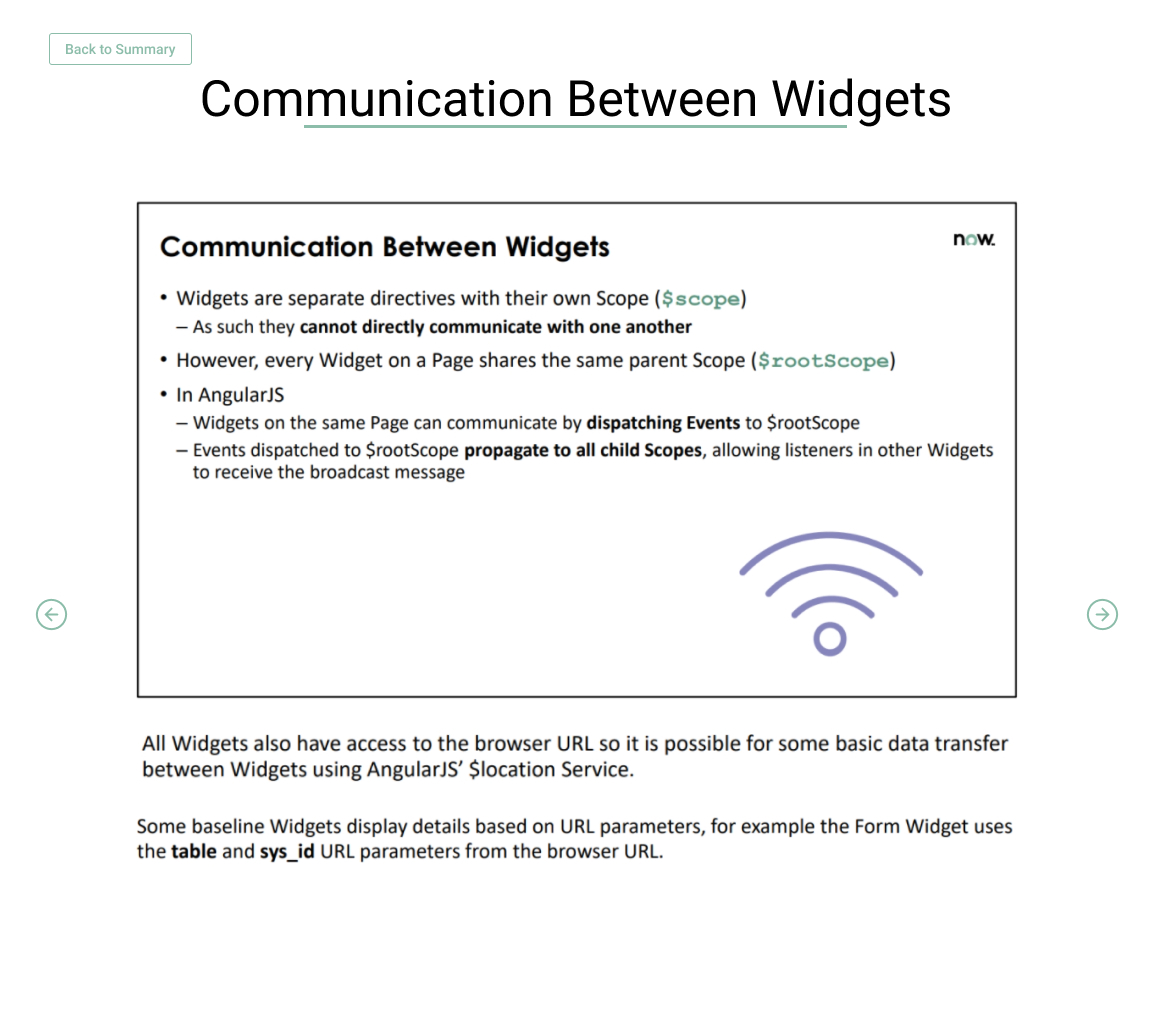 Back to Summary
Communication Between Widgets
Communication Between Widgets
now.
• Widgets are separate directives with their own Scope ($scope)
– As such they cannot directly communicate with one another
• However, every Widget on a Page shares the same parent Scope ($rootScope)
• In AngularJS
– Widgets on the same Page can communicate by dispatching Events to $rootScope
– Events dispatched to $rootScope propagate to all child Scopes, allowing listeners in other Widgets
to receive the broadcast message
All Widgets also have access to the browser URL so it is possible for some basic data transfer
between Widgets using AngularJS’ $location Service.
Some baseline Widgets display details based on URL parameters, for example the Form Widget uses
the table and sys_id URL parameters from the browser URL.